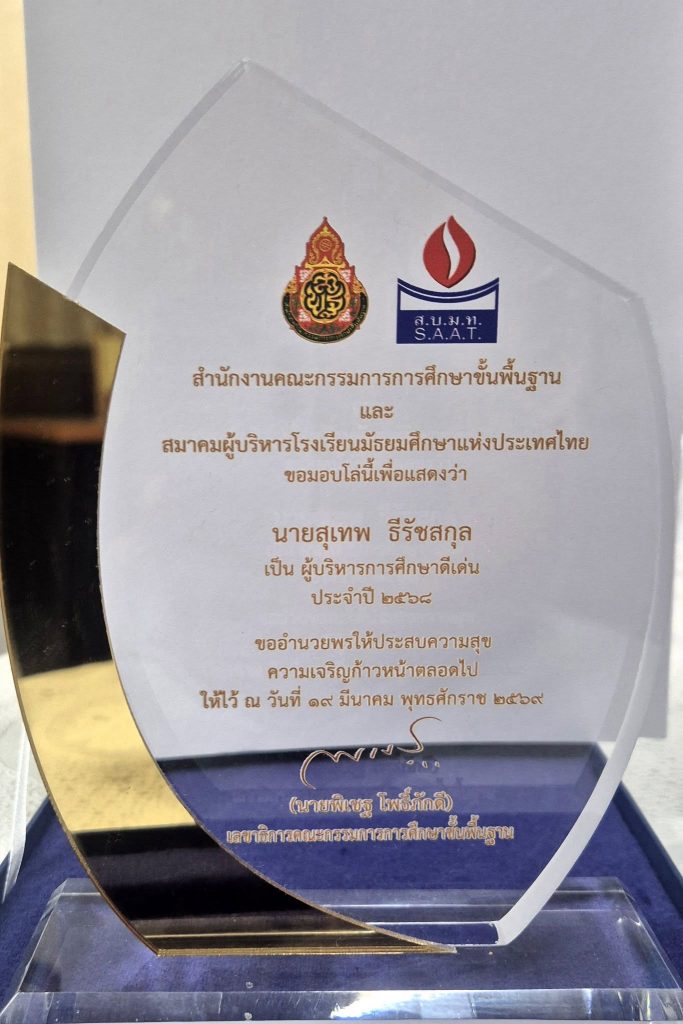 ส.บ.ม.ท.
S.A.A.T.
สำนักงานคณะกรรมการการศึกษาขั้นพื้นฐาน
และ
สมาคมผู้บริหารโรงเรียนมัธยมศึกษาแห่งประเทศไทย
ขอมอบโล่นี้เพื่อแสดงว่า
นายสุเทพ ธีรัชสกุล
เป็น ผู้บริหารการศึกษาดีเด่น
ประจำปี ๒๕๖๘
ขออำนวยพรให้ประสบความสุข
ความเจริญก้าวหน้าตลอดไป
ให้ไว้ ณ วันที่ ๑๙ มีนาคม พุทธศักราช ๒๕๖๙
(นายพิเชฐ โพธิ์ภักดี)
เลขาธิการคณะกรรมการการศึกษาขั้นพื้นฐาน